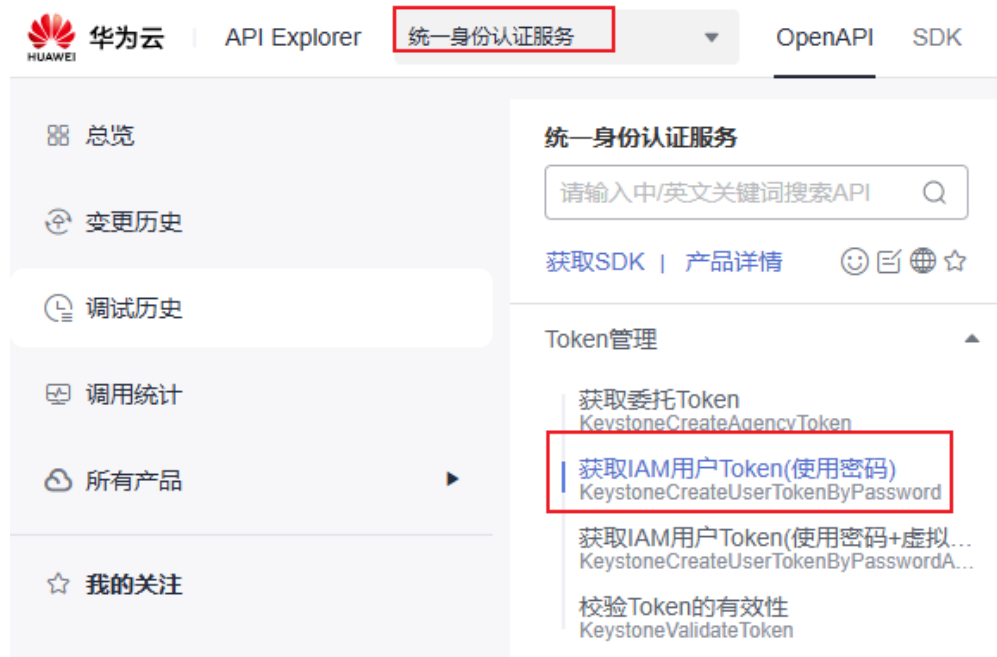 HUAWEI 华为云 API Explorer 统一身份认证服务 OpenAPI SDK
总览
变更历史
调试历史
调用统计
所有产品
我的关注
统一身份认证服务
请输入中/英文关键词搜索API
获取SDK | 产品详情
Token管理
获取委托Token
KeystoneCreateAgencyToken
获取IAM用户Token(使用密码)
KeystoneCreateUserTokenByPassword
获取IAM用户Token(使用密码+虚拟...
KeystoneCreateUserTokenByPasswordA...
校验Token的有效性
KeystoneValidateToken